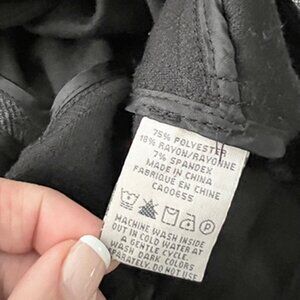 75% POLYESTER
18% RAYON/RAYONNE
7% SPANDEX
MADE IN CHINA
FABRIQUÉ EN CHINE
CA00655
MACHINE WASH INSIDE
OUT IN COLD WATER AT
A GENTLE CYCLE.
WASH DARK COLORS
SEPARATELY. DO NOT USE